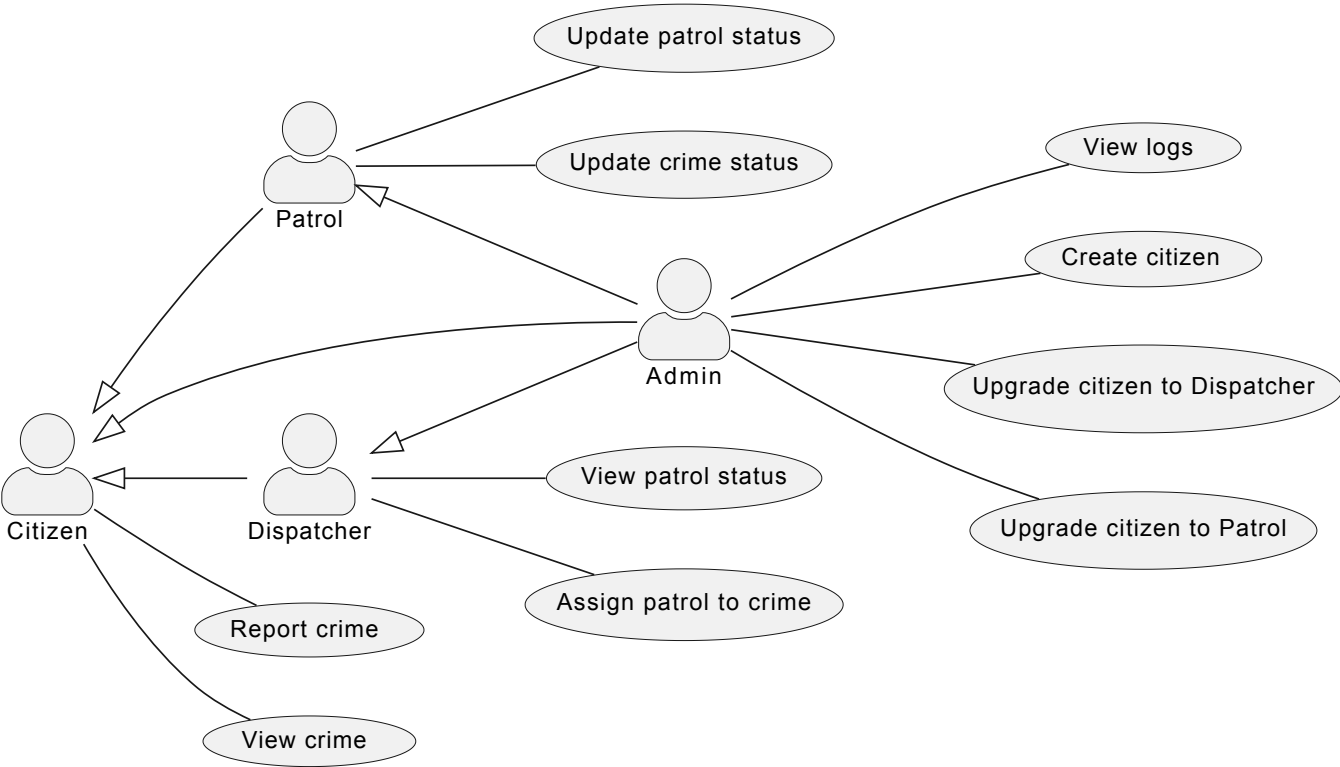 Update patrol status
Update crime status
View logs
Patrol
Create citizen
Admin
Upgrade citizen to Dispatcher
View patrol status
Citizen
Dispatcher
Upgrade citizen to Patrol
Assign patrol to crime
Report crime
View crime